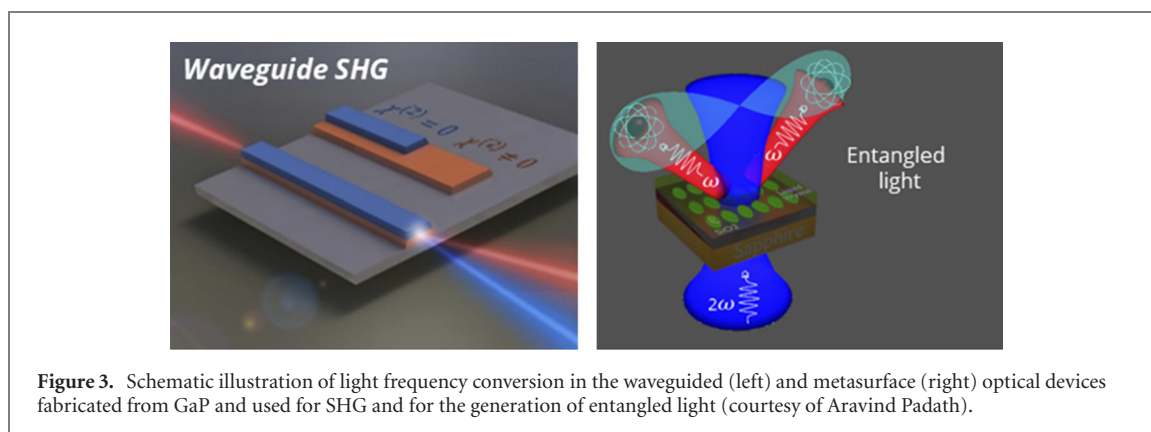 Waveguide SHG
χ⁽²⁾ = 0
χ⁽²⁾ ≠ 0
Entangled
light
ω
ω
SiO2
Sapphire
2ω
Figure 3. Schematic illustration of light frequency conversion in the waveguided (left) and metasurface (right) optical devices
fabricated from GaP and used for SHG and for the generation of entangled light (courtesy of Aravind Padath).